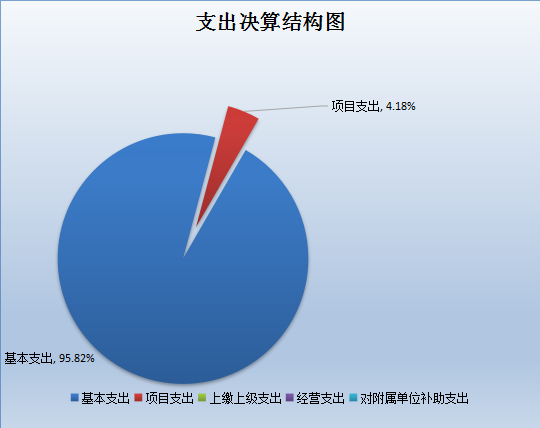 支出决算结构图
项目支出, 4.18%
基本支出, 95.82%
基本支出 项目支出 上缴上级支出 经营支出 对附属单位补助支出